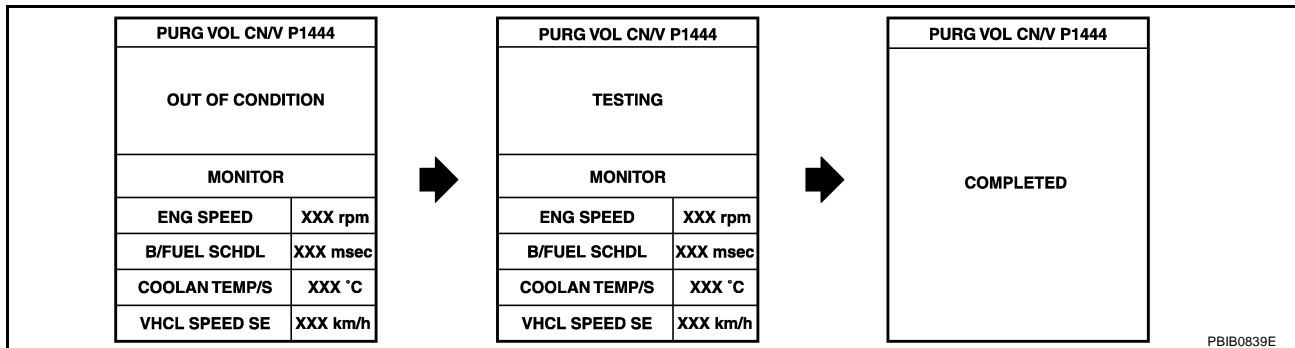 PURG VOL CN/V P1444
OUT OF CONDITION
MONITOR
ENG SPEED XXX rpm
B/FUEL SCHDL XXX msec
COOLAN TEMP/S XXX °C
VHCL SPEED SE XXX km/h
PURG VOL CN/V P1444
TESTING
MONITOR
ENG SPEED XXX rpm
B/FUEL SCHDL XXX msec
COOLAN TEMP/S XXX °C
VHCL SPEED SE XXX km/h
PURG VOL CN/V P1444
COMPLETED
PBIB0839E